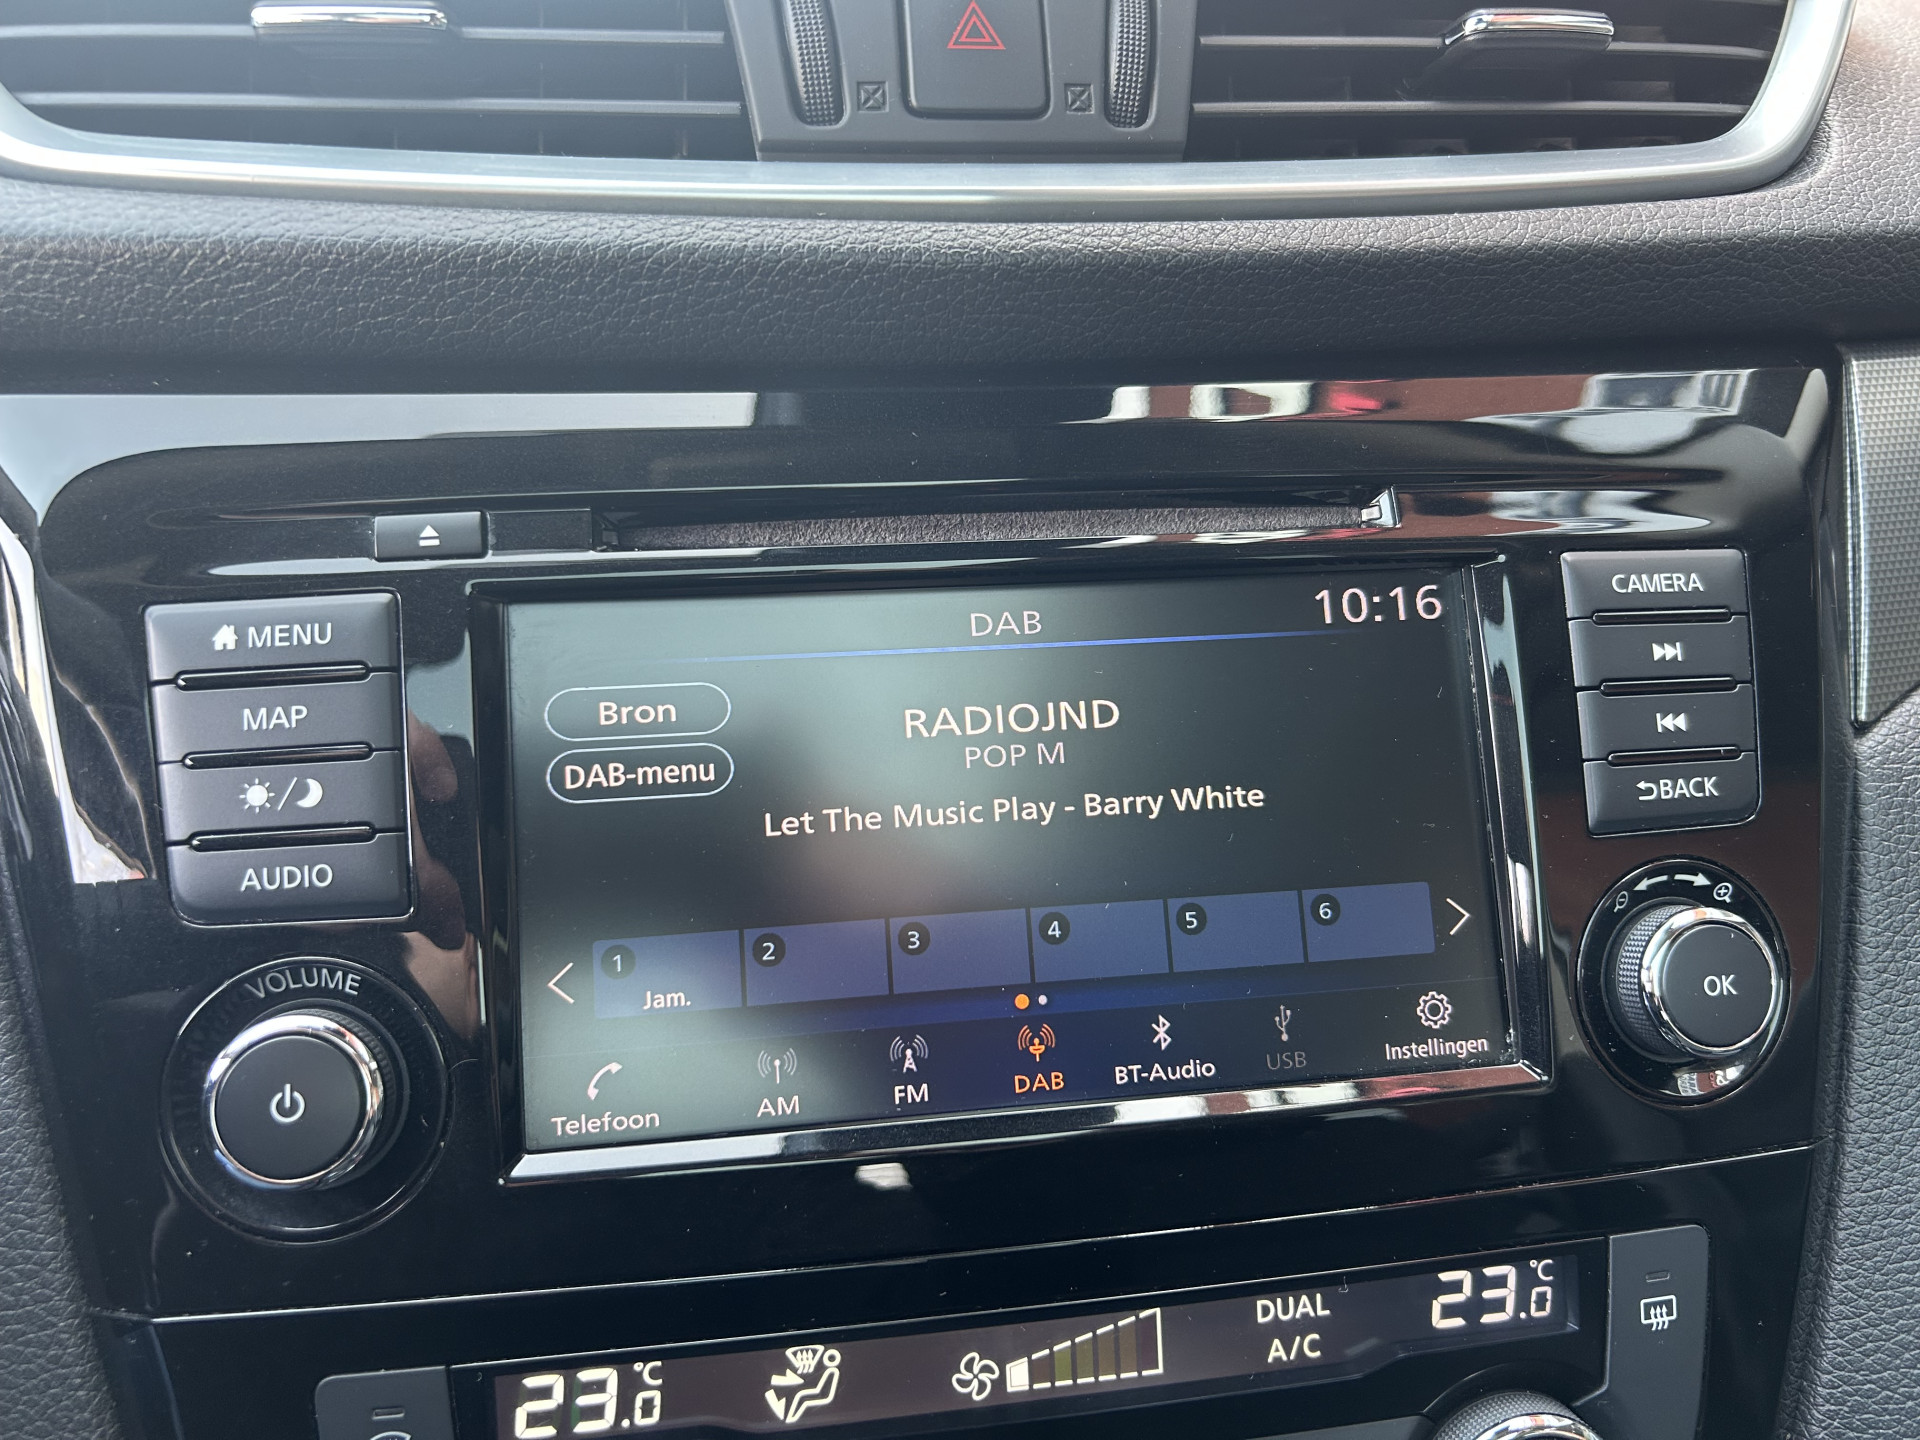 DAB
10:16
MENU
MAP
AUDIO
Bron
DAB-menu
RADIOJND
POP M
Let The Music Play - Barry White
CAMERA
BACK
1
Jam.
2
3
4
5
6
VOLUME
OK
Telefoon
AM
FM
DAB
BT-Audio
USB
Instellingen
23.0 °C
DUAL
A/C
23.0 °C